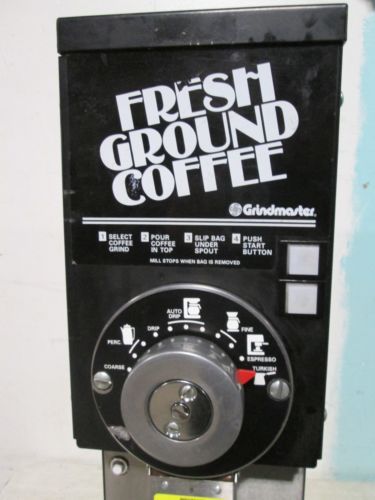 FRESH
GROUND
COFFEE
Grindmaster
1 SELECT COFFEE GRIND
2 POUR COFFEE IN TOP
3 SLIP BAG UNDER SPOUT
4 PUSH START BUTTON
MILL STOPS WHEN BAG IS REMOVED
COARSE
PERC.
DRIP
AUTO DRIP
FINE
ESPRESSO
TURKISH